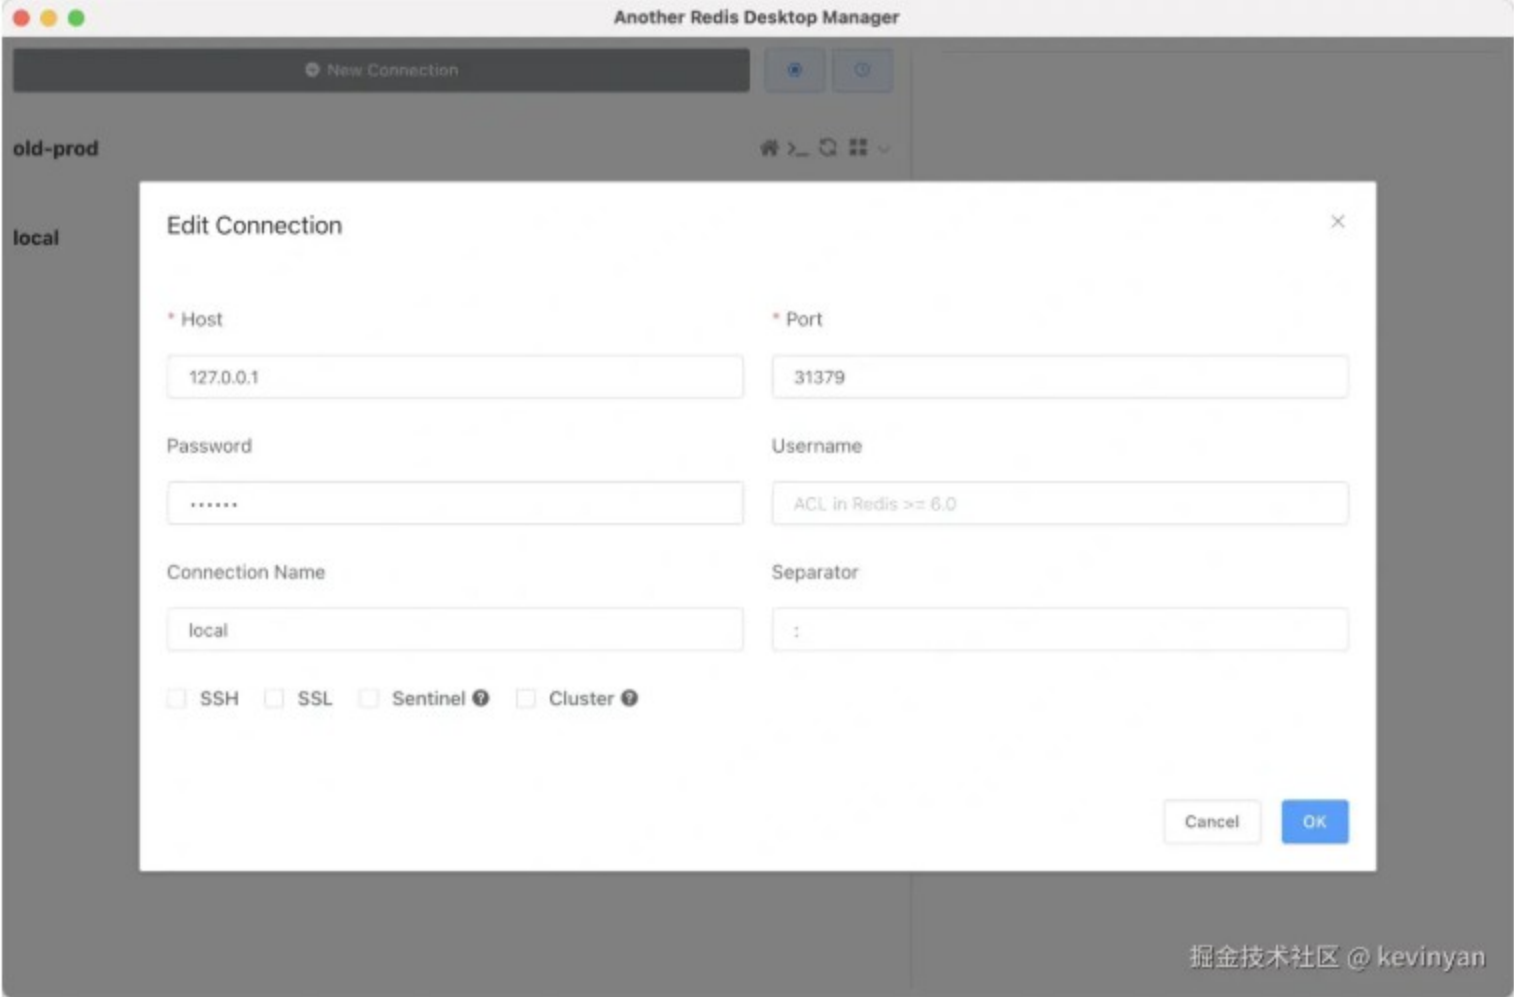 Another Redis Desktop Manager
New Connection
old-prod
local
Edit Connection
* Host
* Port
127.0.0.1
31379
Password
Username
••••••
ACL in Redis >= 6.0
Connection Name
Separator
local
:
SSH SSL Sentinel Cluster
Cancel OK
掘金技术社区 @ kevinyan